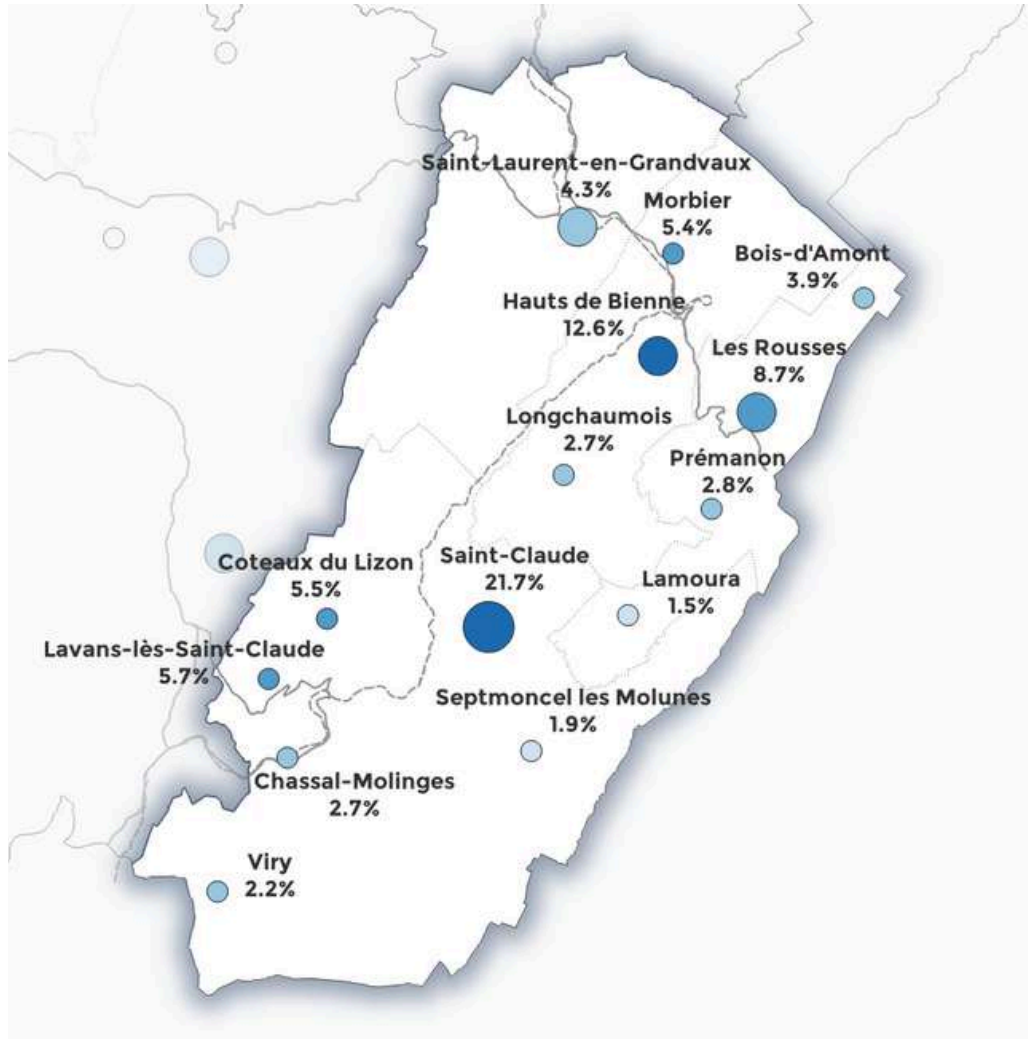 Saint-Laurent-en-Grandvaux
4.3%
Morbier
5.4%
Bois-d'Amont
3.9%
Hauts de Bienne
12.6%
Les Rousses
8.7%
Longchaumois
2.7%
Prémanon
2.8%
Coteaux du Lizon
5.5%
Saint-Claude
21.7%
Lamoura
1.5%
Lavans-lès-Saint-Claude
5.7%
Septmoncel les Molunes
1.9%
Chassal-Molinges
2.7%
Viry
2.2%